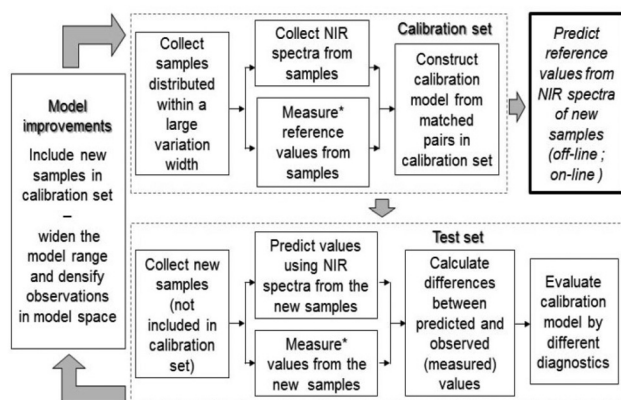 Model
improvements
Include new
samples in
calibration set
–
widen the
model range
and densify
observations
in model space
Calibration set
Collect
samples
distributed
within a
large
variation
width
Collect NIR
spectra from
samples
Measure*
reference
values from
samples
Construct
calibration
model from
matched
pairs in
calibration set
Predict
reference
values from
NIR spectra
of new
samples
(off-line ;
on-line )
Test set
Collect new
samples
(not
included in
calibration
set)
Predict values
using NIR
spectra from the
new samples
Measure*
values from the
new samples
Calculate
differences
between
predicted and
observed
(measured)
values
Evaluate
calibration
model by
different
diagnostics